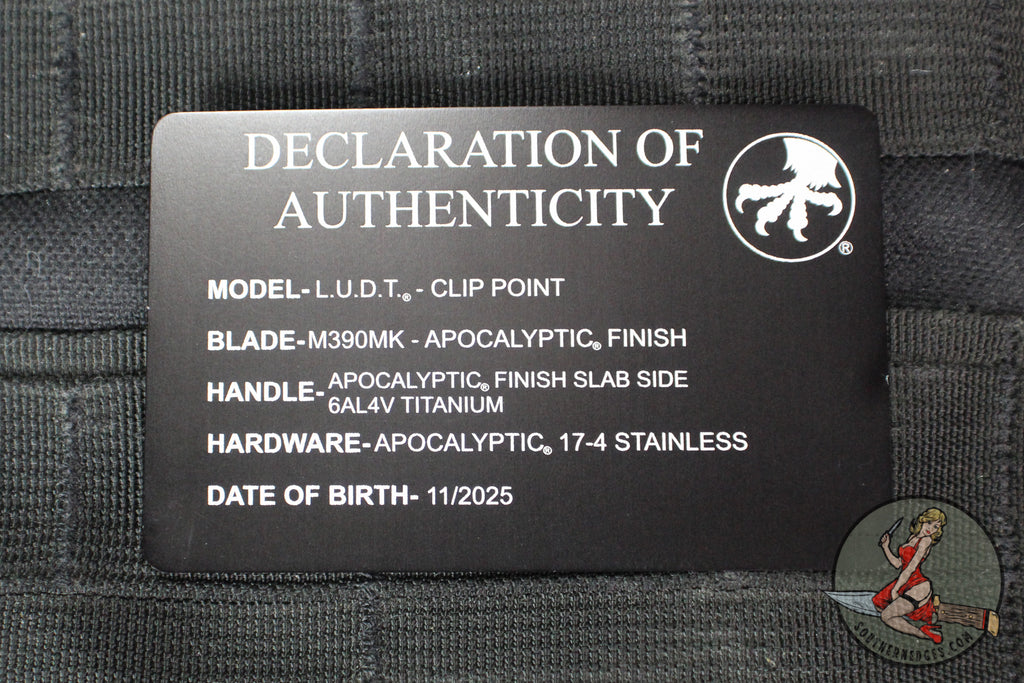 DECLARATION OF
AUTHENTICITY
®
MODEL- L.U.D.T.® - CLIP POINT
BLADE- M390MK - APOCALYPTIC® FINISH
HANDLE- APOCALYPTIC® FINISH SLAB SIDE
6AL4V TITANIUM
HARDWARE- APOCALYPTIC® 17-4 STAINLESS
DATE OF BIRTH- 11/2025
SOUTHERNEDGES.COM